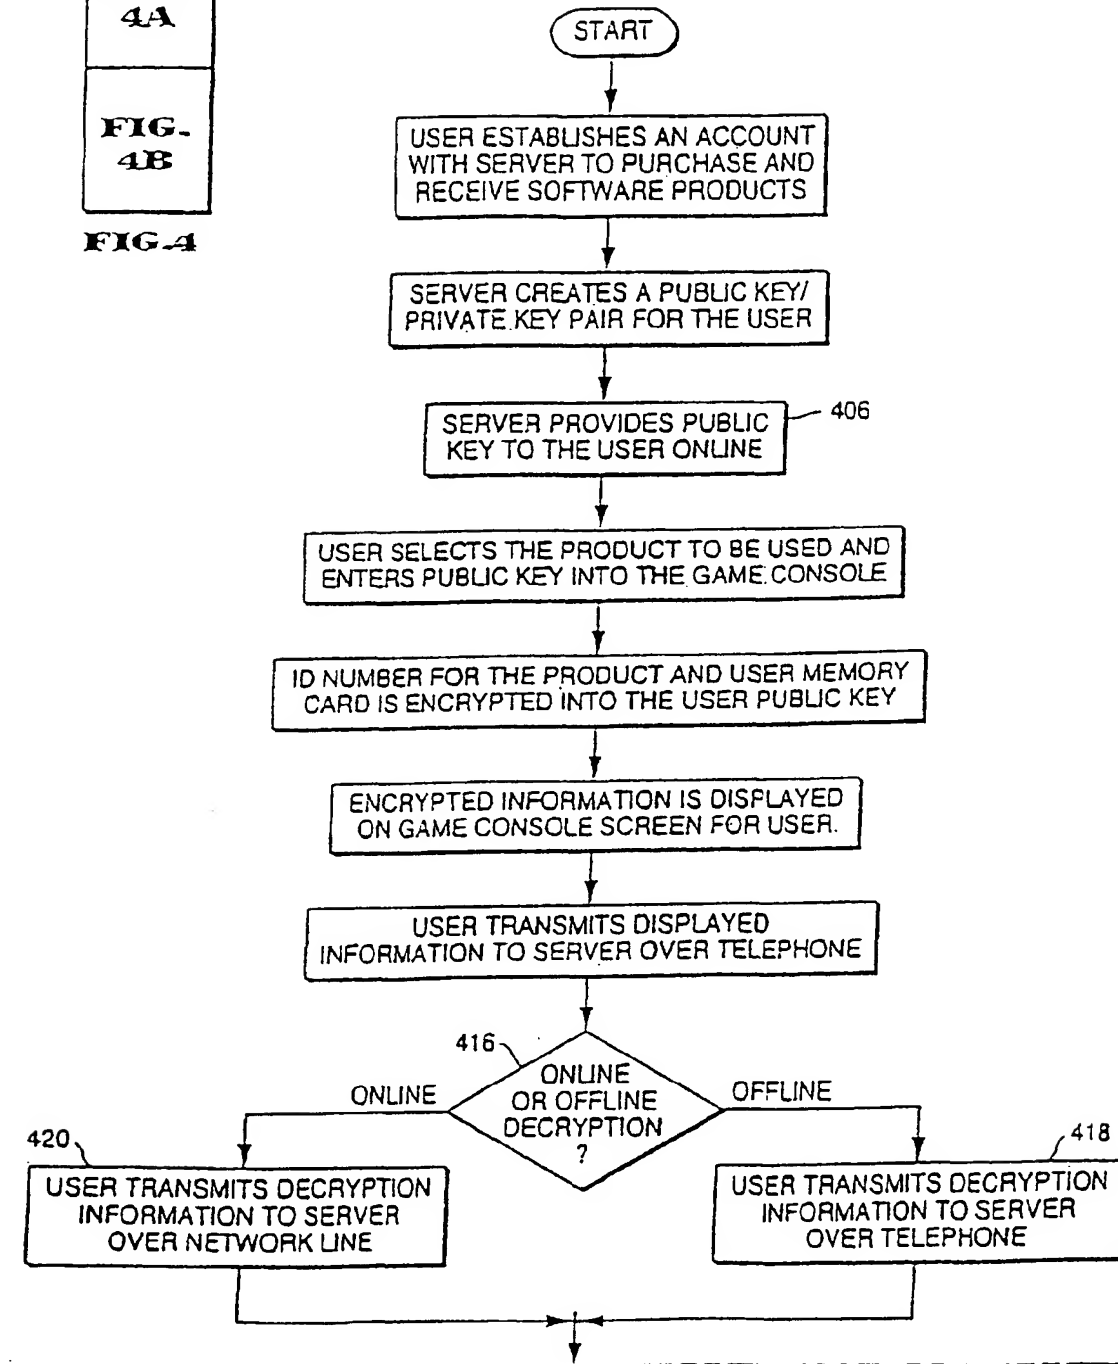 4A
FIG.
4B
FIG.4
START
USER ESTABLISHES AN ACCOUNT
WITH SERVER TO PURCHASE AND
RECEIVE SOFTWARE PRODUCTS
SERVER CREATES A PUBLIC KEY/
PRIVATE KEY PAIR FOR THE USER
406
SERVER PROVIDES PUBLIC
KEY TO THE USER ONLINE
USER SELECTS THE PRODUCT TO BE USED AND
ENTERS PUBLIC KEY INTO THE GAME CONSOLE
ID NUMBER FOR THE PRODUCT AND USER MEMORY
CARD IS ENCRYPTED INTO THE USER PUBLIC KEY
ENCRYPTED INFORMATION IS DISPLAYED
ON GAME CONSOLE SCREEN FOR USER.
USER TRANSMITS DISPLAYED
INFORMATION TO SERVER OVER TELEPHONE
416
ONLINE
OR OFFLINE
DECRYPTION
?
ONLINE
OFFLINE
420
USER TRANSMITS DECRYPTION
INFORMATION TO SERVER
OVER NETWORK LINE
418
USER TRANSMITS DECRYPTION
INFORMATION TO SERVER
OVER TELEPHONE